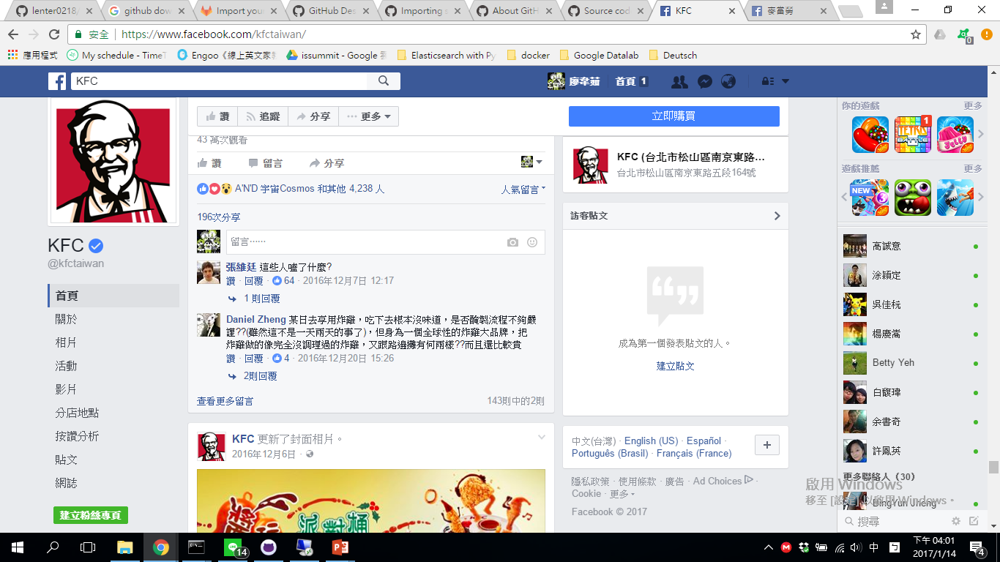 lenter0218/
github dow
Import you
GitHub Des
Importing s
About GitH
Source co
KFC
麥當勞
安全
https://www.facebook.com/kfctaiwan/
應用程式
My schedule - TimeT
Engoo《線上英文家教
issummit - Google 雲
Elasticsearch with Py
docker
Google Datalab
Deutsch
0
KFC
廖韋茹
首頁 1
讚
追蹤
分享
更多
立即購買
43 萬次觀看
讚 留言 分享
A'N'D 宇宙Cosmos 和其他 4,238 人
人氣留言
196次分享
留言……
張維廷 這些人嗑了什麼?
讚 · 回覆 · 64 · 2016年12月7日 12:17
1 則回覆
Daniel Zheng 某日去享用炸雞，吃下去根本沒味道，是否醃製流程不夠嚴
謹??(雖然這不是一天兩天的事了)，但身為一個全球性的炸雞大品牌，把
炸雞做的像完全沒調理過的炸雞，又跟路邊攤有何兩樣??而且還比較貴
讚 · 回覆 · 4 · 2016年12月20日 15:26
2則回覆
查看更多留言
143則中的2則
KFC 更新了封面相片。
2016年12月6日 ·
派對桶
KFC
@kfctaiwan
首頁
關於
相片
活動
影片
分店地點
按讚分析
貼文
網誌
建立粉絲專頁
KFC (台北市松山區南京東路...
台北市松山區南京東路五段164號
訪客貼文
成為第一個發表貼文的人。
建立貼文
中文(台灣) · English (US) · Español ·
Português (Brasil) · Français (France)
隱私政策 · 使用條款 · 廣告 · Ad Choices ·
Cookie · 更多
Facebook © 2017
你的遊戲
更多
TETRIS
BATTLE
1
JELLY
遊戲推薦
更多
NEW
高誠意
涂穎定
吳佳杭
楊慶嵩
Betty Yeh
白馥瑋
余書奇
許鳳英
更多聯絡人（30）
BingYun Cheng
搜尋
啟用 Windows
移至 [設定] 以啟用 Windows。
14
中
下午 04:01
2017/1/14
4